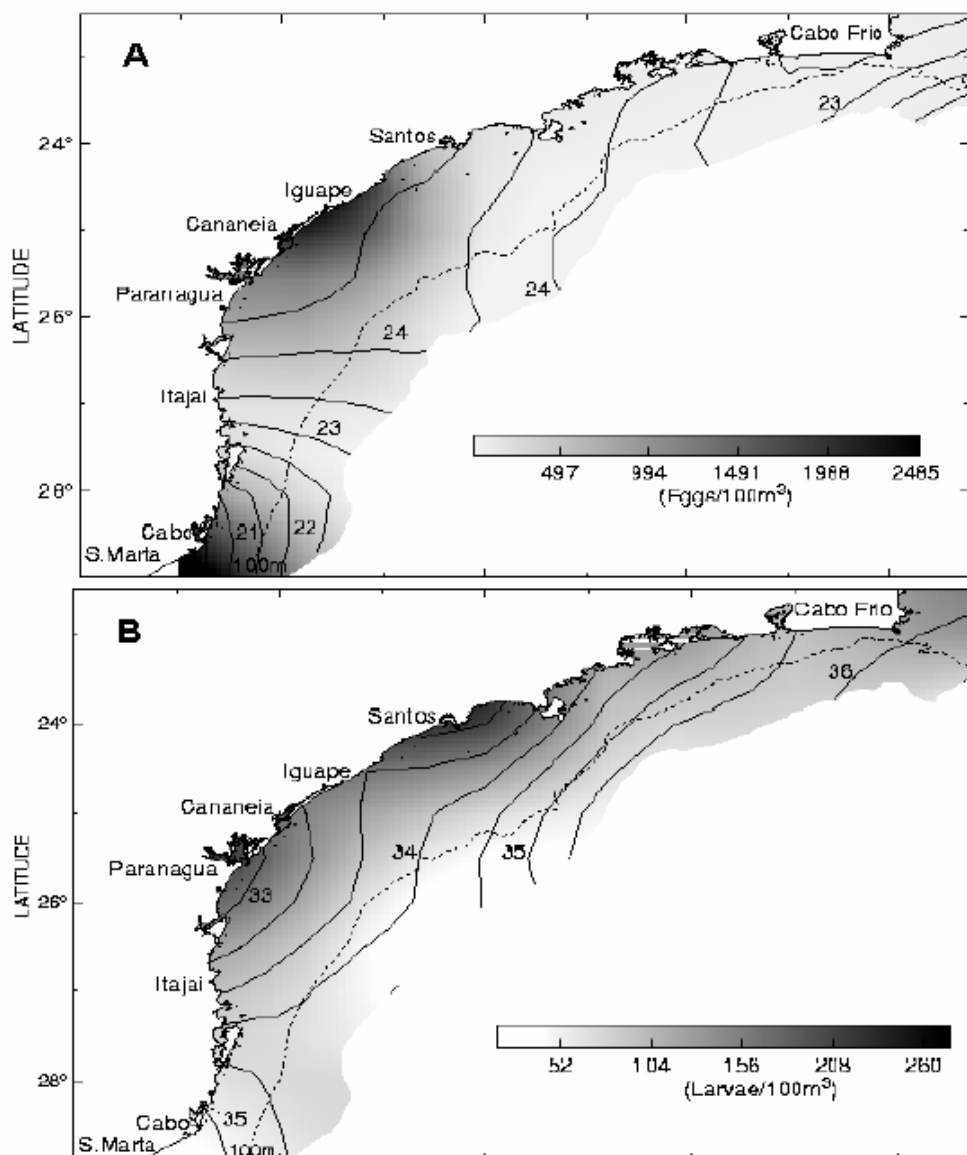 A
Cabo Frio
23
Santos
24°
Iguape
Cananeia
Paranagua
LATITUDE
24
26°
24
Itajai
23
497 994 1491 1988 2485
(Eggs/100m³)
28°
Cabo
21
22
S.Marta
100m
B
Cabo Frio
36
Santos
24°
Iguape
Cananeia
34
35
Paranagua
33
LATITUDE
26°
Itajai
52 104 156 208 260
(Larvae/100m³)
28°
35
Cabo
100m
S.Marta